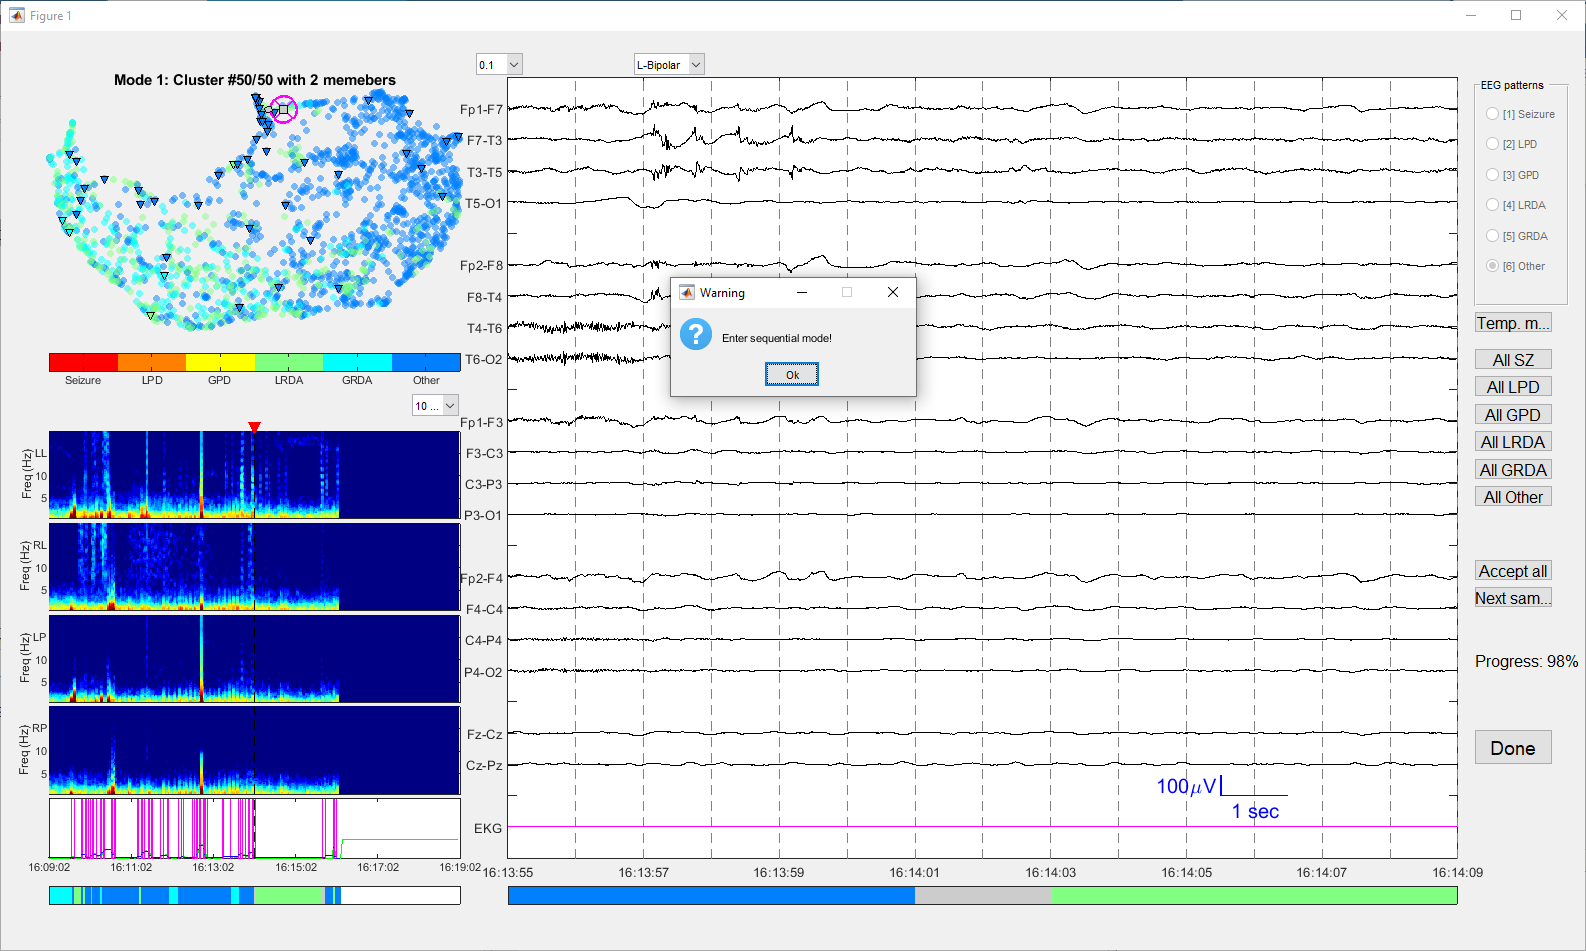 Figure 1
Mode 1: Cluster #50/50 with 2 memebers
0.1
L-Bipolar
Seizure
LPD
GPD
LRDA
GRDA
Other
10 ...
LL
Freq (Hz)
10
5
RL
Freq (Hz)
10
5
LP
Freq (Hz)
10
5
RP
Freq (Hz)
10
5
16:09:02
16:11:02
16:13:02
16:15:02
16:17:02
16:19:02
Fp1-F7
F7-T3
T3-T5
T5-O1
Fp2-F8
F8-T4
T4-T6
T6-O2
Fp1-F3
F3-C3
C3-P3
P3-O1
Fp2-F4
F4-C4
C4-P4
P4-O2
Fz-Cz
Cz-Pz
EKG
100μV
1 sec
16:13:55
16:13:57
16:13:59
16:14:01
16:14:03
16:14:05
16:14:07
16:14:09
Warning
Enter sequential mode!
Ok
EEG patterns
[1] Seizure
[2] LPD
[3] GPD
[4] LRDA
[5] GRDA
[6] Other
Temp. m...
All SZ
All LPD
All GPD
All LRDA
All GRDA
All Other
Accept all
Next sam...
Progress: 98%
Done